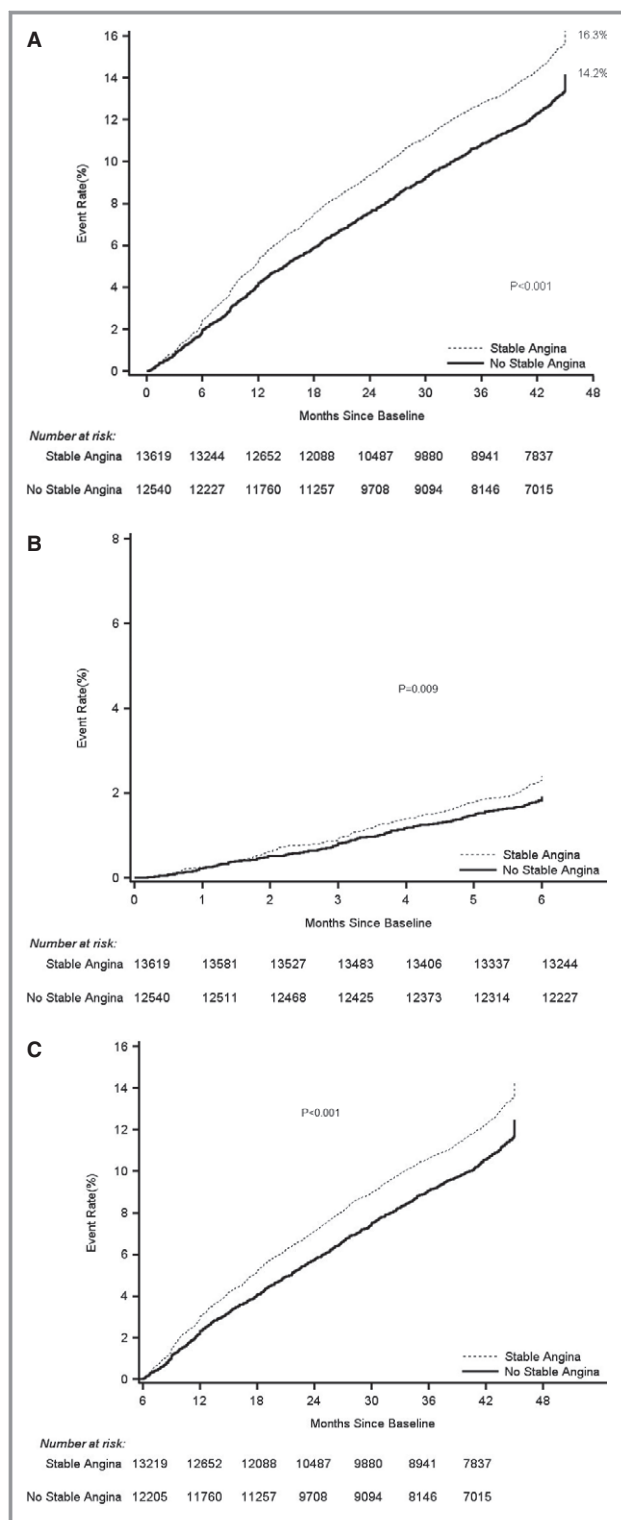 A
16
14
12
10
8
6
4
2
0
Event Rate(%)
16.3%
14.2%
P<0.001
Stable Angina
No Stable Angina
0 6 12 18 24 30 36 42 48
Months Since Baseline
Number at risk:
Stable Angina 13619 13244 12652 12088 10487 9880 8941 7837
No Stable Angina 12540 12227 11760 11257 9708 9094 8146 7015
B
8
6
4
2
0
Event Rate(%)
P=0.009
Stable Angina
No Stable Angina
0 1 2 3 4 5 6
Months Since Baseline
Number at risk:
Stable Angina 13619 13581 13527 13483 13406 13337 13244
No Stable Angina 12540 12511 12468 12425 12373 12314 12227
C
16
14
12
10
8
6
4
2
0
Event Rate(%)
P<0.001
Stable Angina
No Stable Angina
6 12 18 24 30 36 42 48
Months Since Baseline
Number at risk:
Stable Angina 13219 12652 12088 10487 9880 8941 7837
No Stable Angina 12205 11760 11257 9708 9094 8146 7015